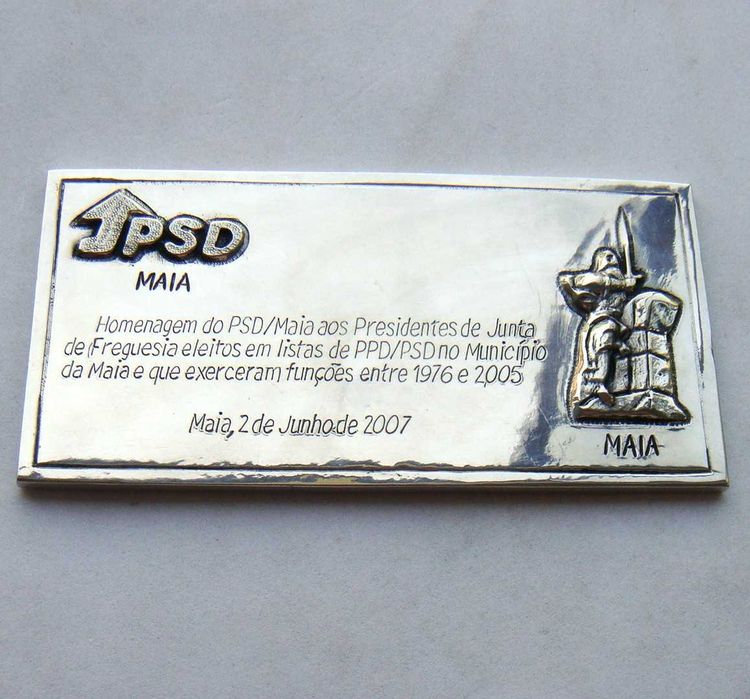 PSD
MAIA
Homenagem do PSD/Maia aos Presidentes de Junta
de Freguesia eleitos em listas de PPD/PSD no Município
da Maia e que exerceram funções entre 1976 e 2005
Maia, 2 de Junho de 2007
MAIA